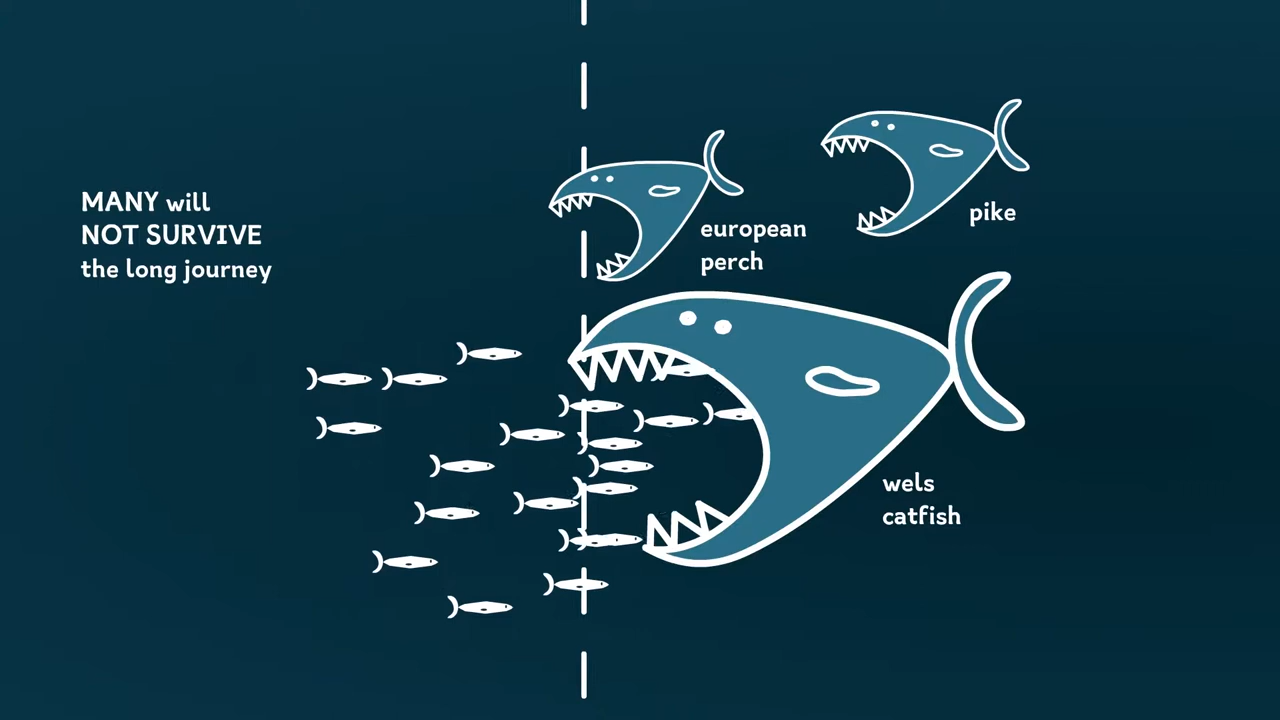 MANY will
NOT SURVIVE
the long journey
european
perch
pike
wels
catfish